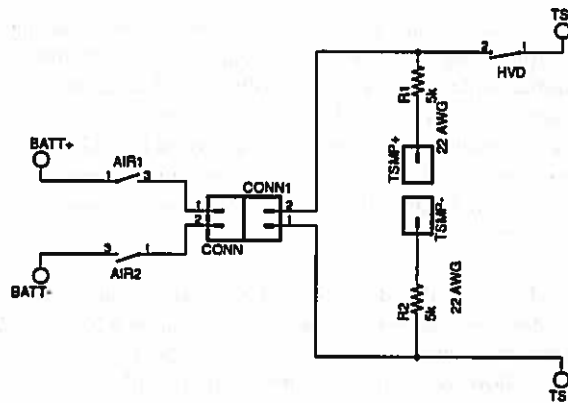 TS
2
1
HVD
R1
5k
22 AWG
BATT+
AIR1
1
3
TSMP+
CONN1
1
2
2
1
CONN
TSMP-
3
1
AIR2
BATT-
R2
5k
22 AWG
TS